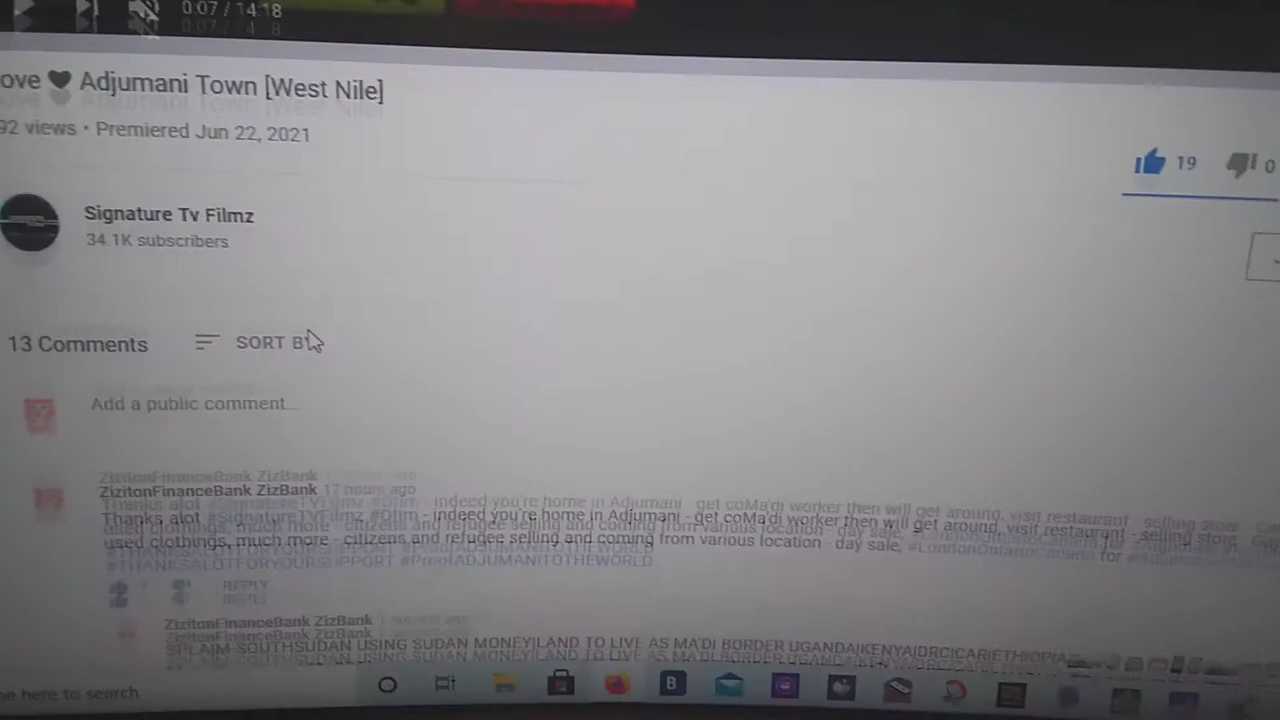 0:07 / 14:18
ove ♥ Adjumani Town [West Nile]
92 views • Premiered Jun 22, 2021
19
0
Signature Tv Filmz
34.1K subscribers
13 Comments
SORT B
Add a public comment...
ZizitonFinanceBank ZizBank 17 hours ago
Thanks alot #SignatureTVFilmz - indeed you're home in Adjumani - get coMa'di worker then will get around, visit restaurant - selling store
used clothings, much more - citizens and refugee selling and coming from various location - day sale, #LondonOntarioCanada for
#THANKSALOTFORYOURSUPPORT #ProofADJUMANITOTHEWORLD
REPLY
ZizitonFinanceBank ZizBank
SOUTHSUDAN USING SUDAN MONEY|LAND TO LIVE AS MA'DI BORDER UGANDA|KENYA|DRC|CAR|ETHIOPIA
e here to search
B